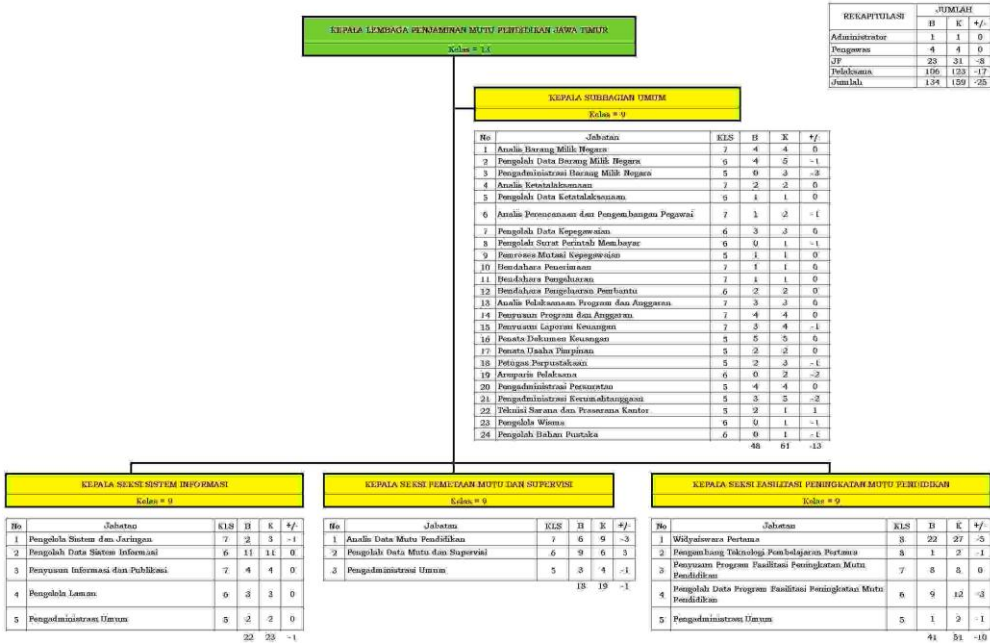 KEPALA LEMBAGA PENJAMINAN MUTU PENDIDIKAN JAWA TIMUR
Kelas = 11
REKAPITULASI JUMLAH
B K +/-
Administrator 1 1 0
Pengawas 4 4 0
JF 23 31 -8
Pelaksana 106 123 -17
Jumlah 134 159 -25
KEPALA SUBBAGIAN UMUM
Kelas = 9
No Jabatan KLS B K +/-
1 Analis Barang Milik Negara 7 4 4 0
2 Pengolah Data Barang Milik Negara 6 4 5 -1
3 Pengadministrasi Barang Milik Negara 5 0 3 -3
4 Analis Ketatalaksanaan 7 2 2 0
5 Pengolah Data Ketatalaksanaan 6 1 1 0
6 Analis Perencanaan dan Pengembangan Pegawai 7 1 2 -1
7 Pengolah Data Kepegawaian 6 3 3 0
8 Pengolah Surat Perintah Membayar 6 0 1 -1
9 Pemroses Mutasi Kepegawaian 5 1 1 0
10 Bendahara Penerimaan 7 1 1 0
11 Bendahara Pengeluaran 7 1 1 0
12 Bendahara Pengeluaran Pembantu 6 2 2 0
13 Analis Pelaksanaan Program dan Anggaran 7 3 3 0
14 Penyusun Program dan Anggaran 7 4 4 0
15 Penyusun Laporan Keuangan 7 3 4 -1
16 Penata Dokumen Keuangan 5 5 5 0
17 Penata Usaha Pimpinan 5 2 2 0
18 Petugas Perpustakaan 5 2 3 -1
19 Arsiparis Pelaksana 6 0 2 -2
20 Pengadministrasi Persuratan 5 4 4 0
21 Pengadministrasi Kerumahtanggaan 5 3 5 -2
22 Teknisi Sarana dan Prasarana Kantor 5 2 1 1
23 Pengelola Wisma 6 0 1 -1
24 Pengolah Bahan Pustaka 6 0 1 -1
48 61 -13
KEPALA SEKSI SISTEM INFORMASI
Kelas = 9
No Jabatan KLS B K +/-
1 Pengelola Sistem dan Jaringan 7 2 3 -1
2 Pengolah Data Sistem Informasi 6 11 11 0
3 Penyusun Informasi dan Publikasi 7 4 4 0
4 Pengelola Laman 6 3 3 0
5 Pengadministrasi Umum 5 2 2 0
22 23 -1
KEPALA SEKSI PEMETAAN MUTU DAN SUPERVISI
Kelas = 9
No Jabatan KLS B K +/-
1 Analis Data Mutu Pendidikan 7 6 9 -3
2 Pengolah Data Mutu dan Supervisi 6 9 6 3
3 Pengadministrasi Umum 5 3 4 -1
18 19 -1
KEPALA SEKSI FASILITASI PENINGKATAN MUTU PENDIDIKAN
Kelas = 9
No Jabatan KLS B K +/-
1 Widyaiswara Pertama 8 22 27 -5
2 Pengembang Teknologi Pembelajaran Pertama 8 1 2 -1
3 Penyusun Program Fasilitasi Peningkatan Mutu
Pendidikan 7 8 8 0
4 Pengolah Data Program Fasilitasi Peningkatan Mutu
Pendidikan 6 9 12 -3
5 Pengadministrasi Umum 5 1 2 -1
41 51 -10